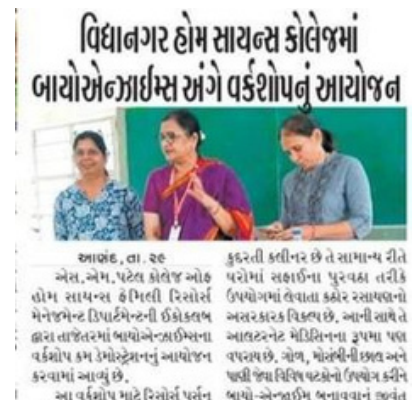 વિદ્યાનગર હોમ સાયન્સ કોલેજમાં
બાયોએન્ઝાઈમ્સ અંગે વર્કશોપનું આયોજન
આણંદ,તા.૨૯
એસ.એમ.પટેલ કોલેજ ઓફ
હોમ સાયન્સ ફેમિલી રિસોર્સ
મેનેજમેન્ટ ડિપાર્ટમેન્ટની ઈકોક્લબ
દ્વારા તાજેતરમાં બાયોએન્ઝાઈમ્સના
વર્કશોપ કમ ડેમોસ્ટ્રેશનનું આયોજન
કરવામાં આવ્યું છે.
આ વર્કશોપ માટે રિસર્સ પર્સન
કુદરતી કલીનર છે તે સામાન્ય રીતે
ઘરોમાં સફાઈના પુરવઠા તરીકે
ઉપયોગમાં લેવાતા કઠોર રસાયણનો
અસરકારક વિકલ્પ છે. આની સાથે તે
આલટરનેટ મેડિસિનના રૂપમા પણ
વપરાય છે. ગોળ, મોસંબીની છાલ અને
પાણી જેવા વિવિધ ઘટકોનો ઉપયોગ કરીને
બાયો-એન્જાઈમ બનાવવાનું જીવંત